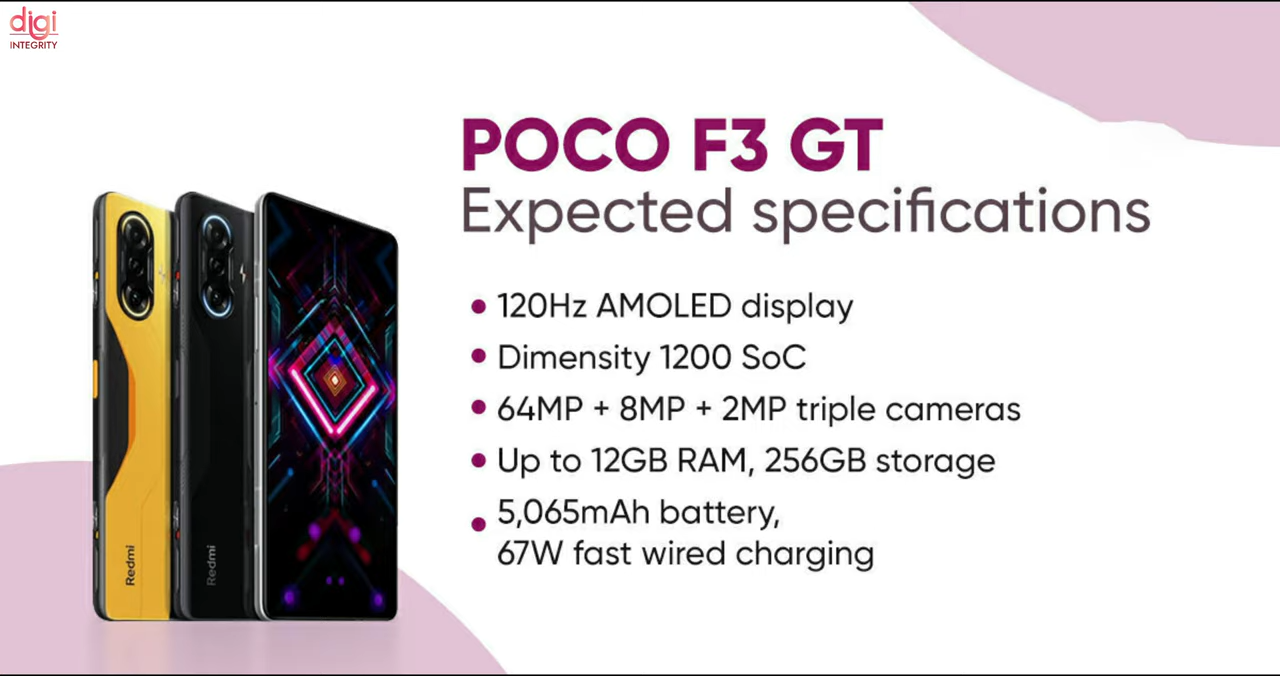 digi
INTEGRITY
POCO F3 GT
Expected specifications
120Hz AMOLED display
Dimensity 1200 SoC
64MP + 8MP + 2MP triple cameras
Up to 12GB RAM, 256GB storage
5,065mAh battery,
67W fast wired charging
Redmi
Redmi